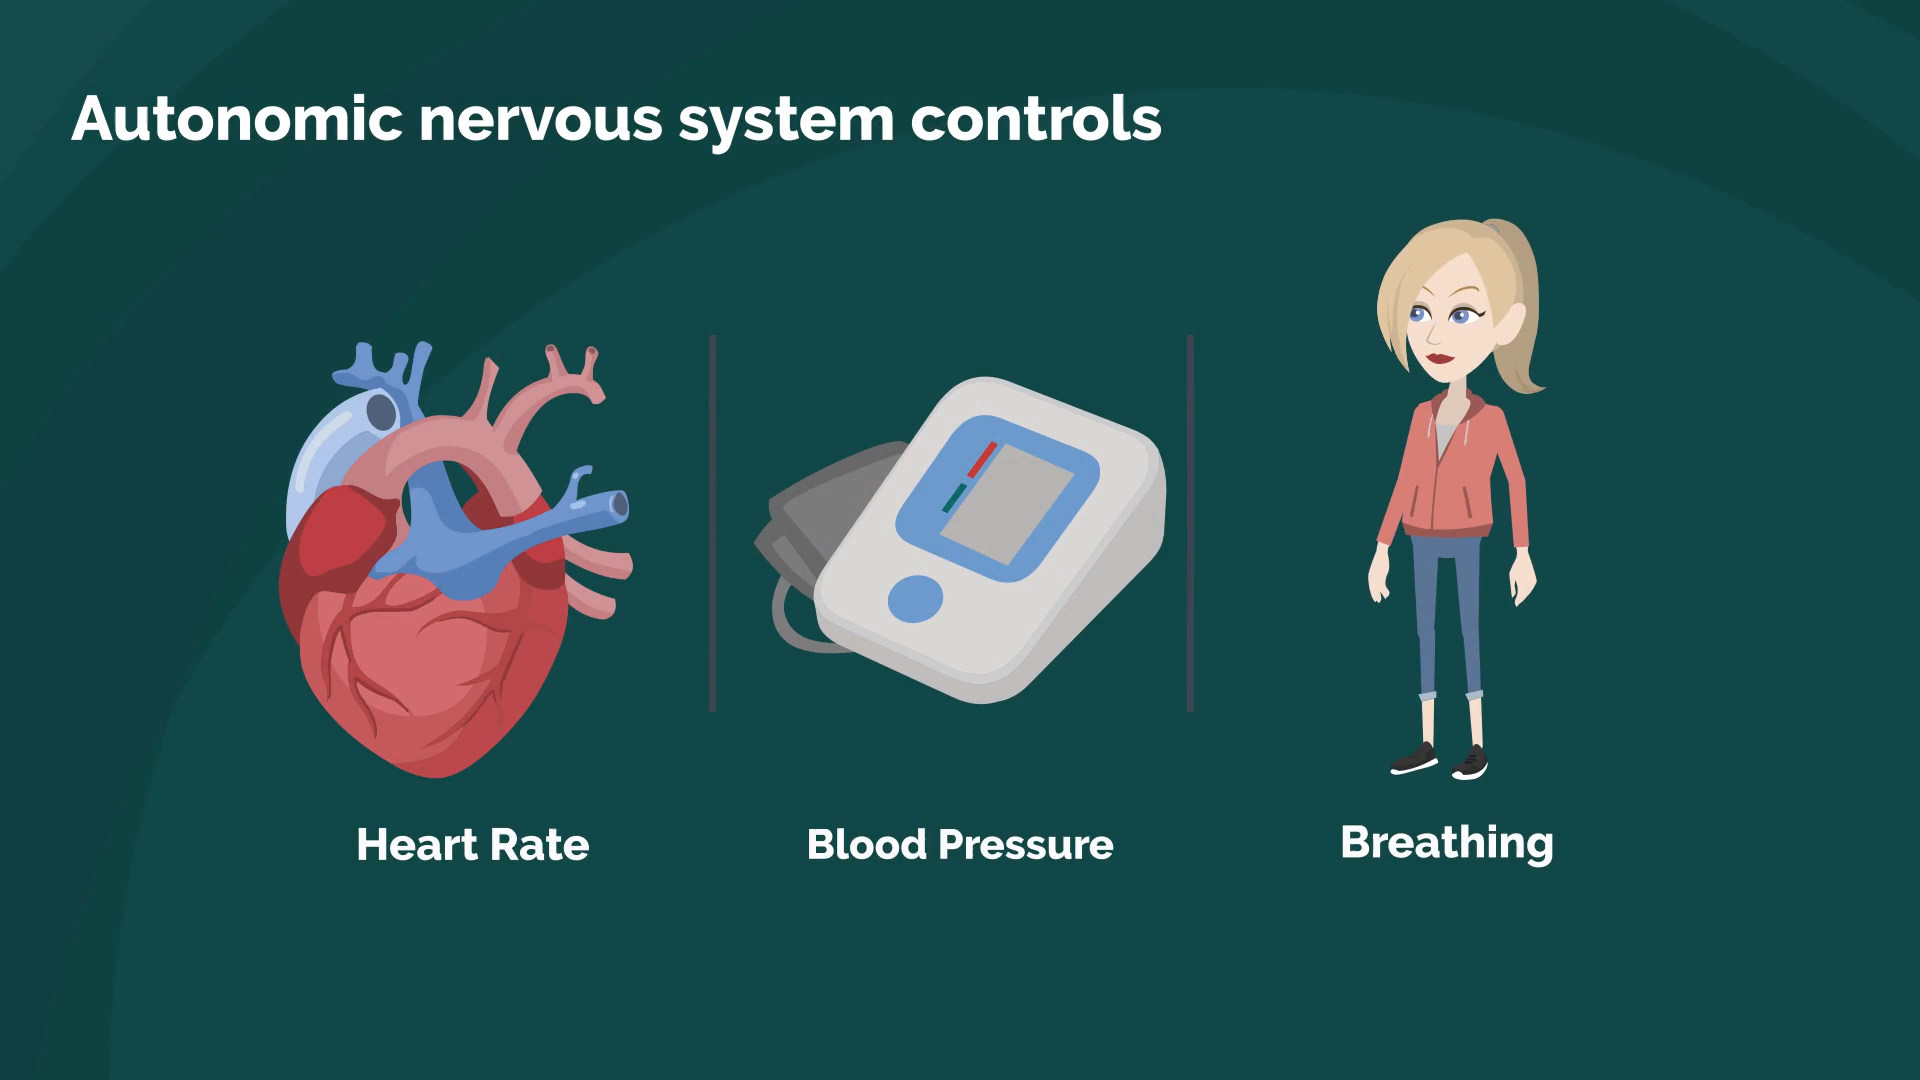 Autonomic nervous system controls
Heart Rate
Blood Pressure
Breathing